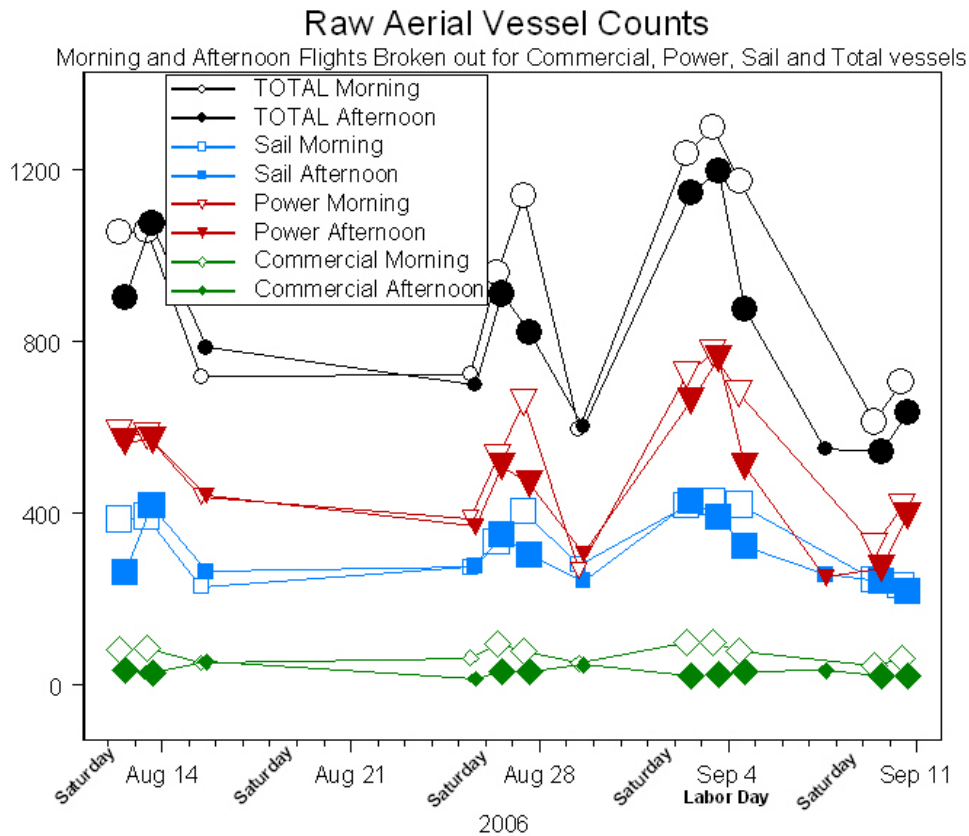 Raw Aerial Vessel Counts
Morning and Afternoon Flights Broken out for Commercial, Power, Sail and Total vessels
TOTAL Morning
TOTAL Afternoon
Sail Morning
Sail Afternoon
Power Morning
Power Afternoon
Commercial Morning
Commercial Afternoon
1200
800
400
0
Saturday
Saturday
Saturday
Saturday
Saturday
Aug 14
Aug 21
Aug 28
Sep 4
Sep 11
Labor Day
2006